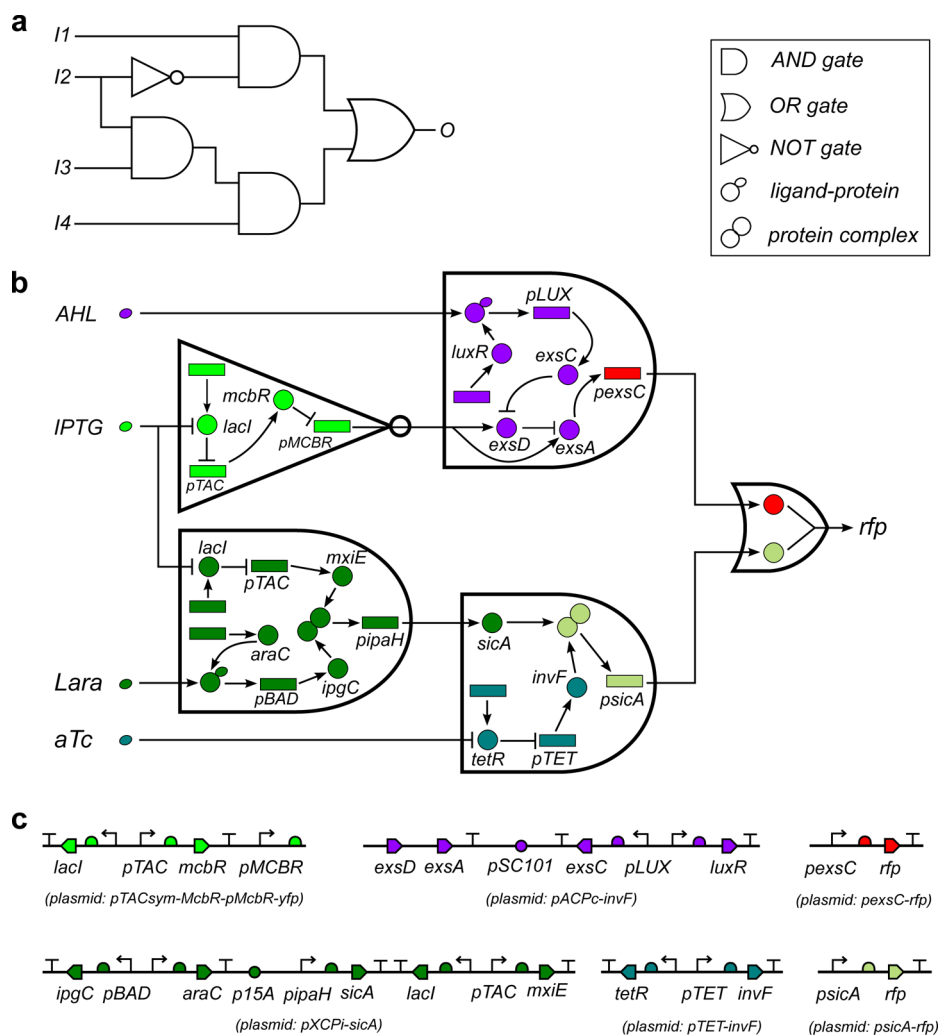 a
I1
I2
I3
I4
O
AND gate
OR gate
NOT gate
ligand-protein
protein complex
b
AHL
IPTG
Lara
aTc
mcbR
lacI
pTAC
pMCBR
pLUX
luxR
exsC
pexsC
exsD
exsA
lacI
pTAC
mxiE
araC
pipaH
pBAD
ipgC
sicA
invF
psicA
tetR
pTET
rfp
c
lacI pTAC mcbR pMCBR
(plasmid: pTACsym-McbR-pMcbR-yfp)
exsD exsA pSC101 exsC pLUX luxR
(plasmid: pACPc-invF)
pexsC rfp
(plasmid: pexsC-rfp)
ipgC pBAD araC p15A pipaH sicA lacI pTAC mxiE
(plasmid: pXCPi-sicA)
tetR pTET invF
(plasmid: pTET-invF)
psicA rfp
(plasmid: psicA-rfp)